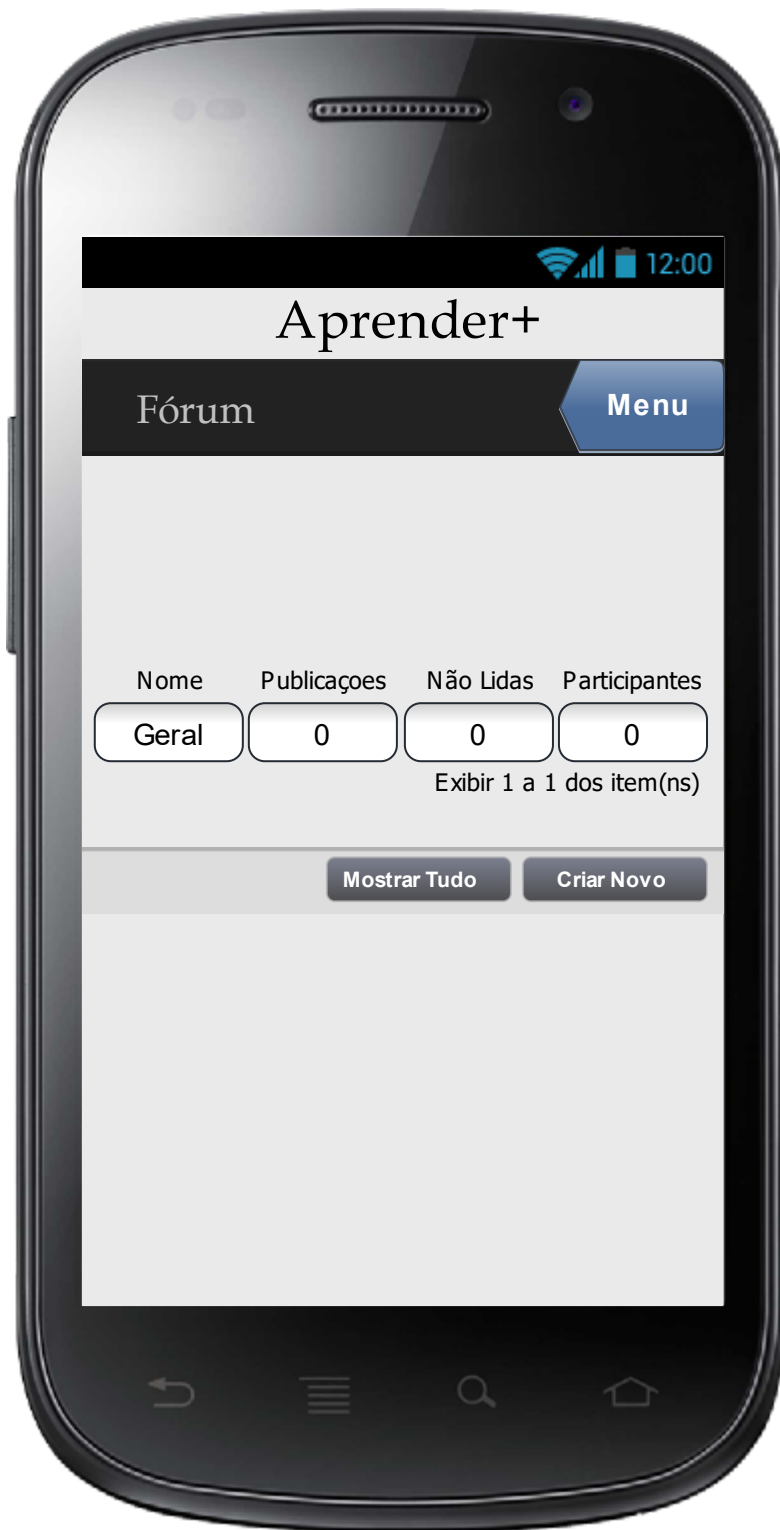 12:00
Aprender+
Fórum
Menu
Nome Publicaçoes Não Lidas Participantes
Geral 0 0 0
Exibir 1 a 1 dos item(ns)
Mostrar Tudo Criar Novo